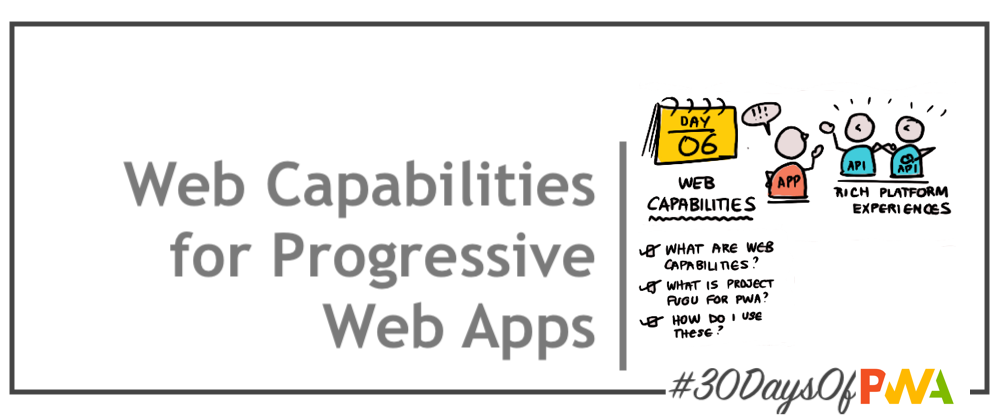 Web Capabilities
for Progressive
Web Apps
DAY
06
!!!
APP
API
API
WEB
CAPABILITIES
RICH PLATFORM
EXPERIENCES
WHAT ARE WEB
CAPABILITIES?
WHAT IS PROJECT
FUGU FOR PWA?
HOW DO I USE
THESE?
#30DaysOfPWA